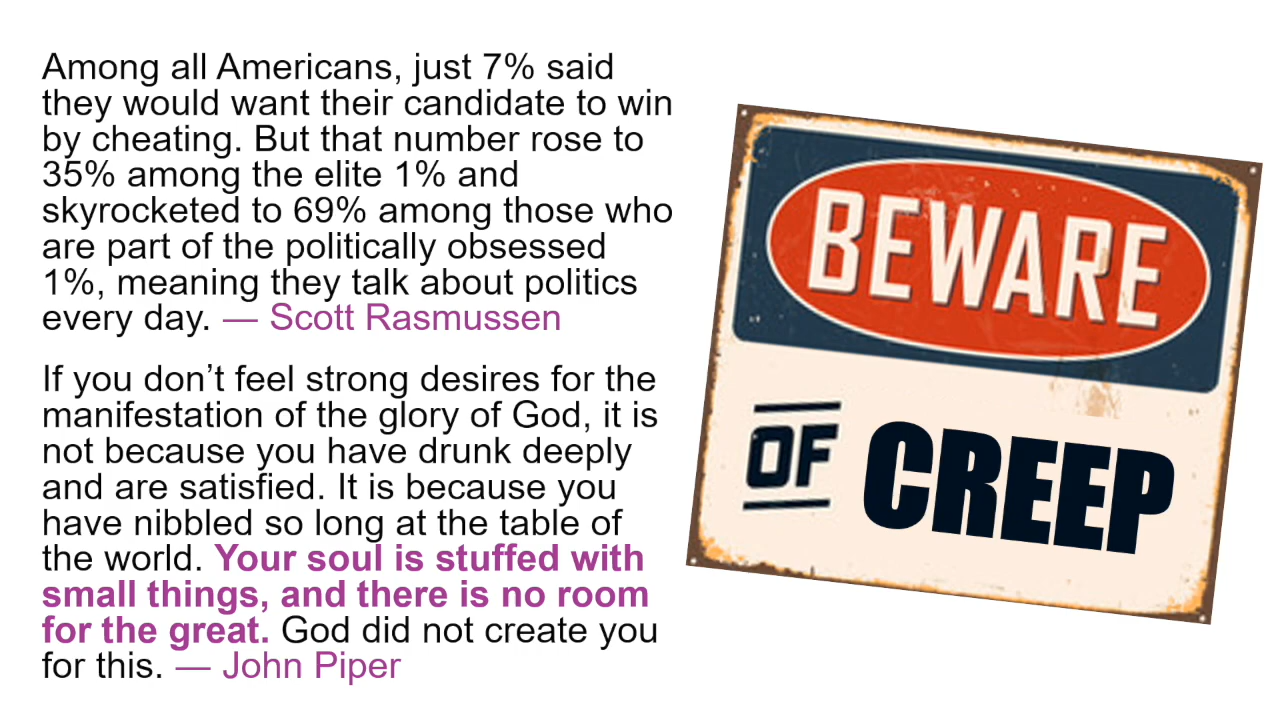 Among all Americans, just 7% said
they would want their candidate to win
by cheating. But that number rose to
35% among the elite 1% and
skyrocketed to 69% among those who
are part of the politically obsessed
1%, meaning they talk about politics
every day. — Scott Rasmussen
If you don’t feel strong desires for the
manifestation of the glory of God, it is
not because you have drunk deeply
and are satisfied. It is because you
have nibbled so long at the table of
the world. Your soul is stuffed with
small things, and there is no room
for the great. God did not create you
for this. — John Piper
BEWARE
OF CREEP